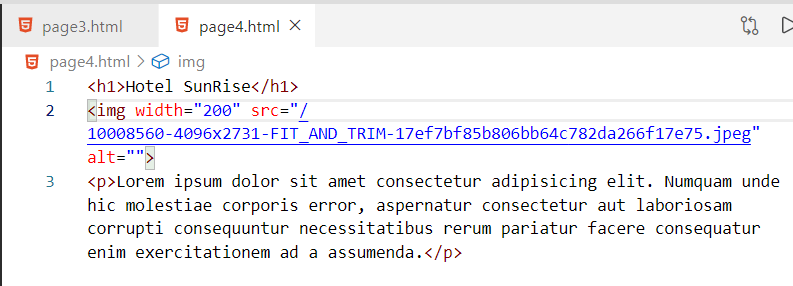 page3.html page4.html
page4.html > img
1 <h1>Hotel SunRise</h1>
2 <img width="200" src="/
10008560-4096x2731-FIT_AND_TRIM-17ef7bf85b806bb64c782da266f17e75.jpeg"
alt="">
3 <p>Lorem ipsum dolor sit amet consectetur adipisicing elit. Numquam unde
hic molestiae corporis error, aspernatur consectetur aut laboriosam
corrupti consequuntur necessitatibus rerum pariatur facere consequatur
enim exercitationem ad a assumenda.</p>